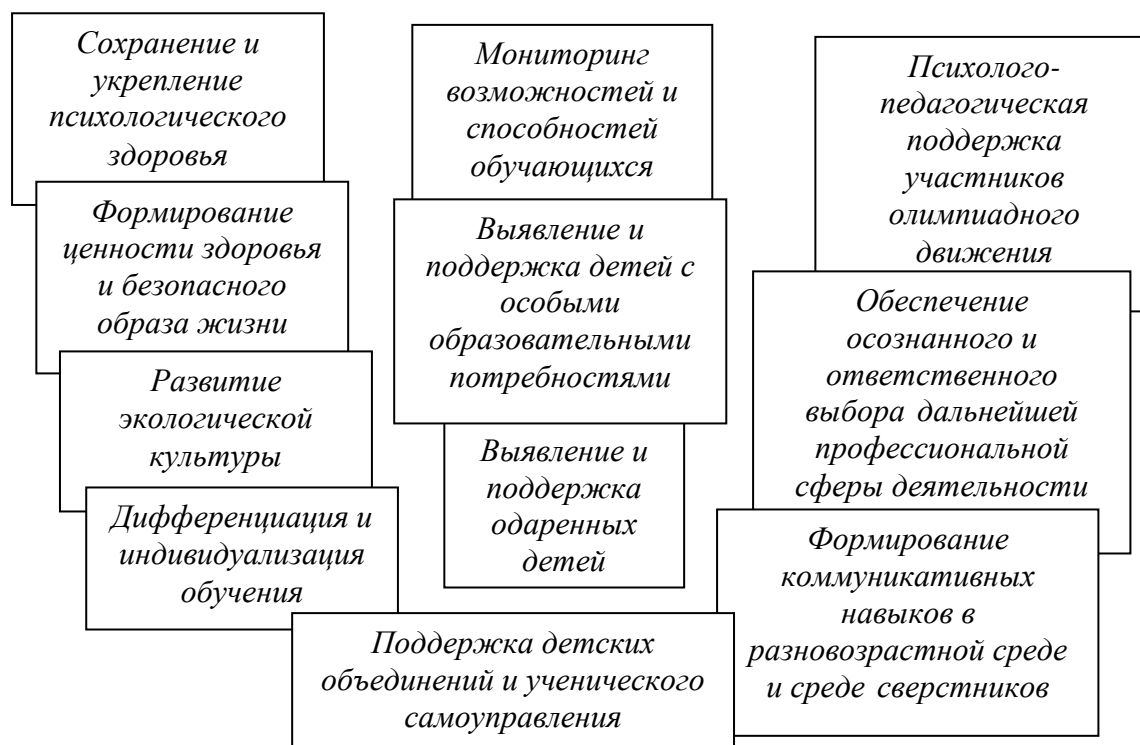 Сохранение и
укрепление
психологического
здоровья
Формирование
ценности здоровья
и безопасного
образа жизни
Развитие
экологической
культуры
Дифференциация и
индивидуализация
обучения
Мониторинг
возможностей и
способностей
обучающихся
Выявление и
поддержка детей с
особыми
образовательными
потребностями
Выявление и
поддержка
одаренных
детей
Психолого-
педагогическая
поддержка
участников
олимпиадного
движения
Обеспечение
осознанного и
ответственного
выбора дальнейшей
профессиональной
сферы деятельности
Формирование
коммуникативных
навыков в
разновозрастной среде
и среде сверстников
Поддержка детских
объединений и ученического
самоуправления